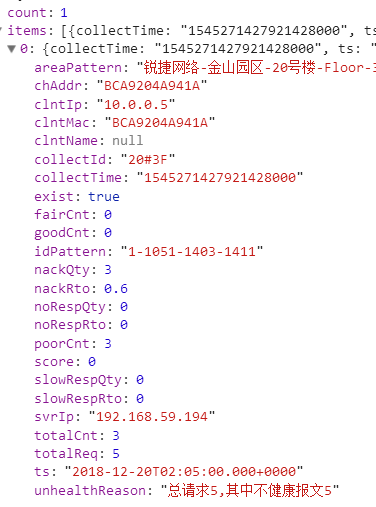 count: 1
items: [{collectTime: "1545271427921428000", ts:
0: {collectTime: "1545271427921428000", ts: "
areaPattern: "锐捷网络-金山园区-20号楼-Floor-3
chAddr: "BCA9204A941A"
clntIp: "10.0.0.5"
clntMac: "BCA9204A941A"
clntName: null
collectId: "20#3F"
collectTime: "1545271427921428000"
exist: true
fairCnt: 0
goodCnt: 0
idPattern: "1-1051-1403-1411"
nackQty: 3
nackRto: 0.6
noRespQty: 0
noRespRto: 0
poorCnt: 3
score: 0
slowRespQty: 0
slowRespRto: 0
svrIp: "192.168.59.194"
totalCnt: 3
totalReq: 5
ts: "2018-12-20T02:05:00.000+0000"
unhealthReason: "总请求5,其中不健康报文5"